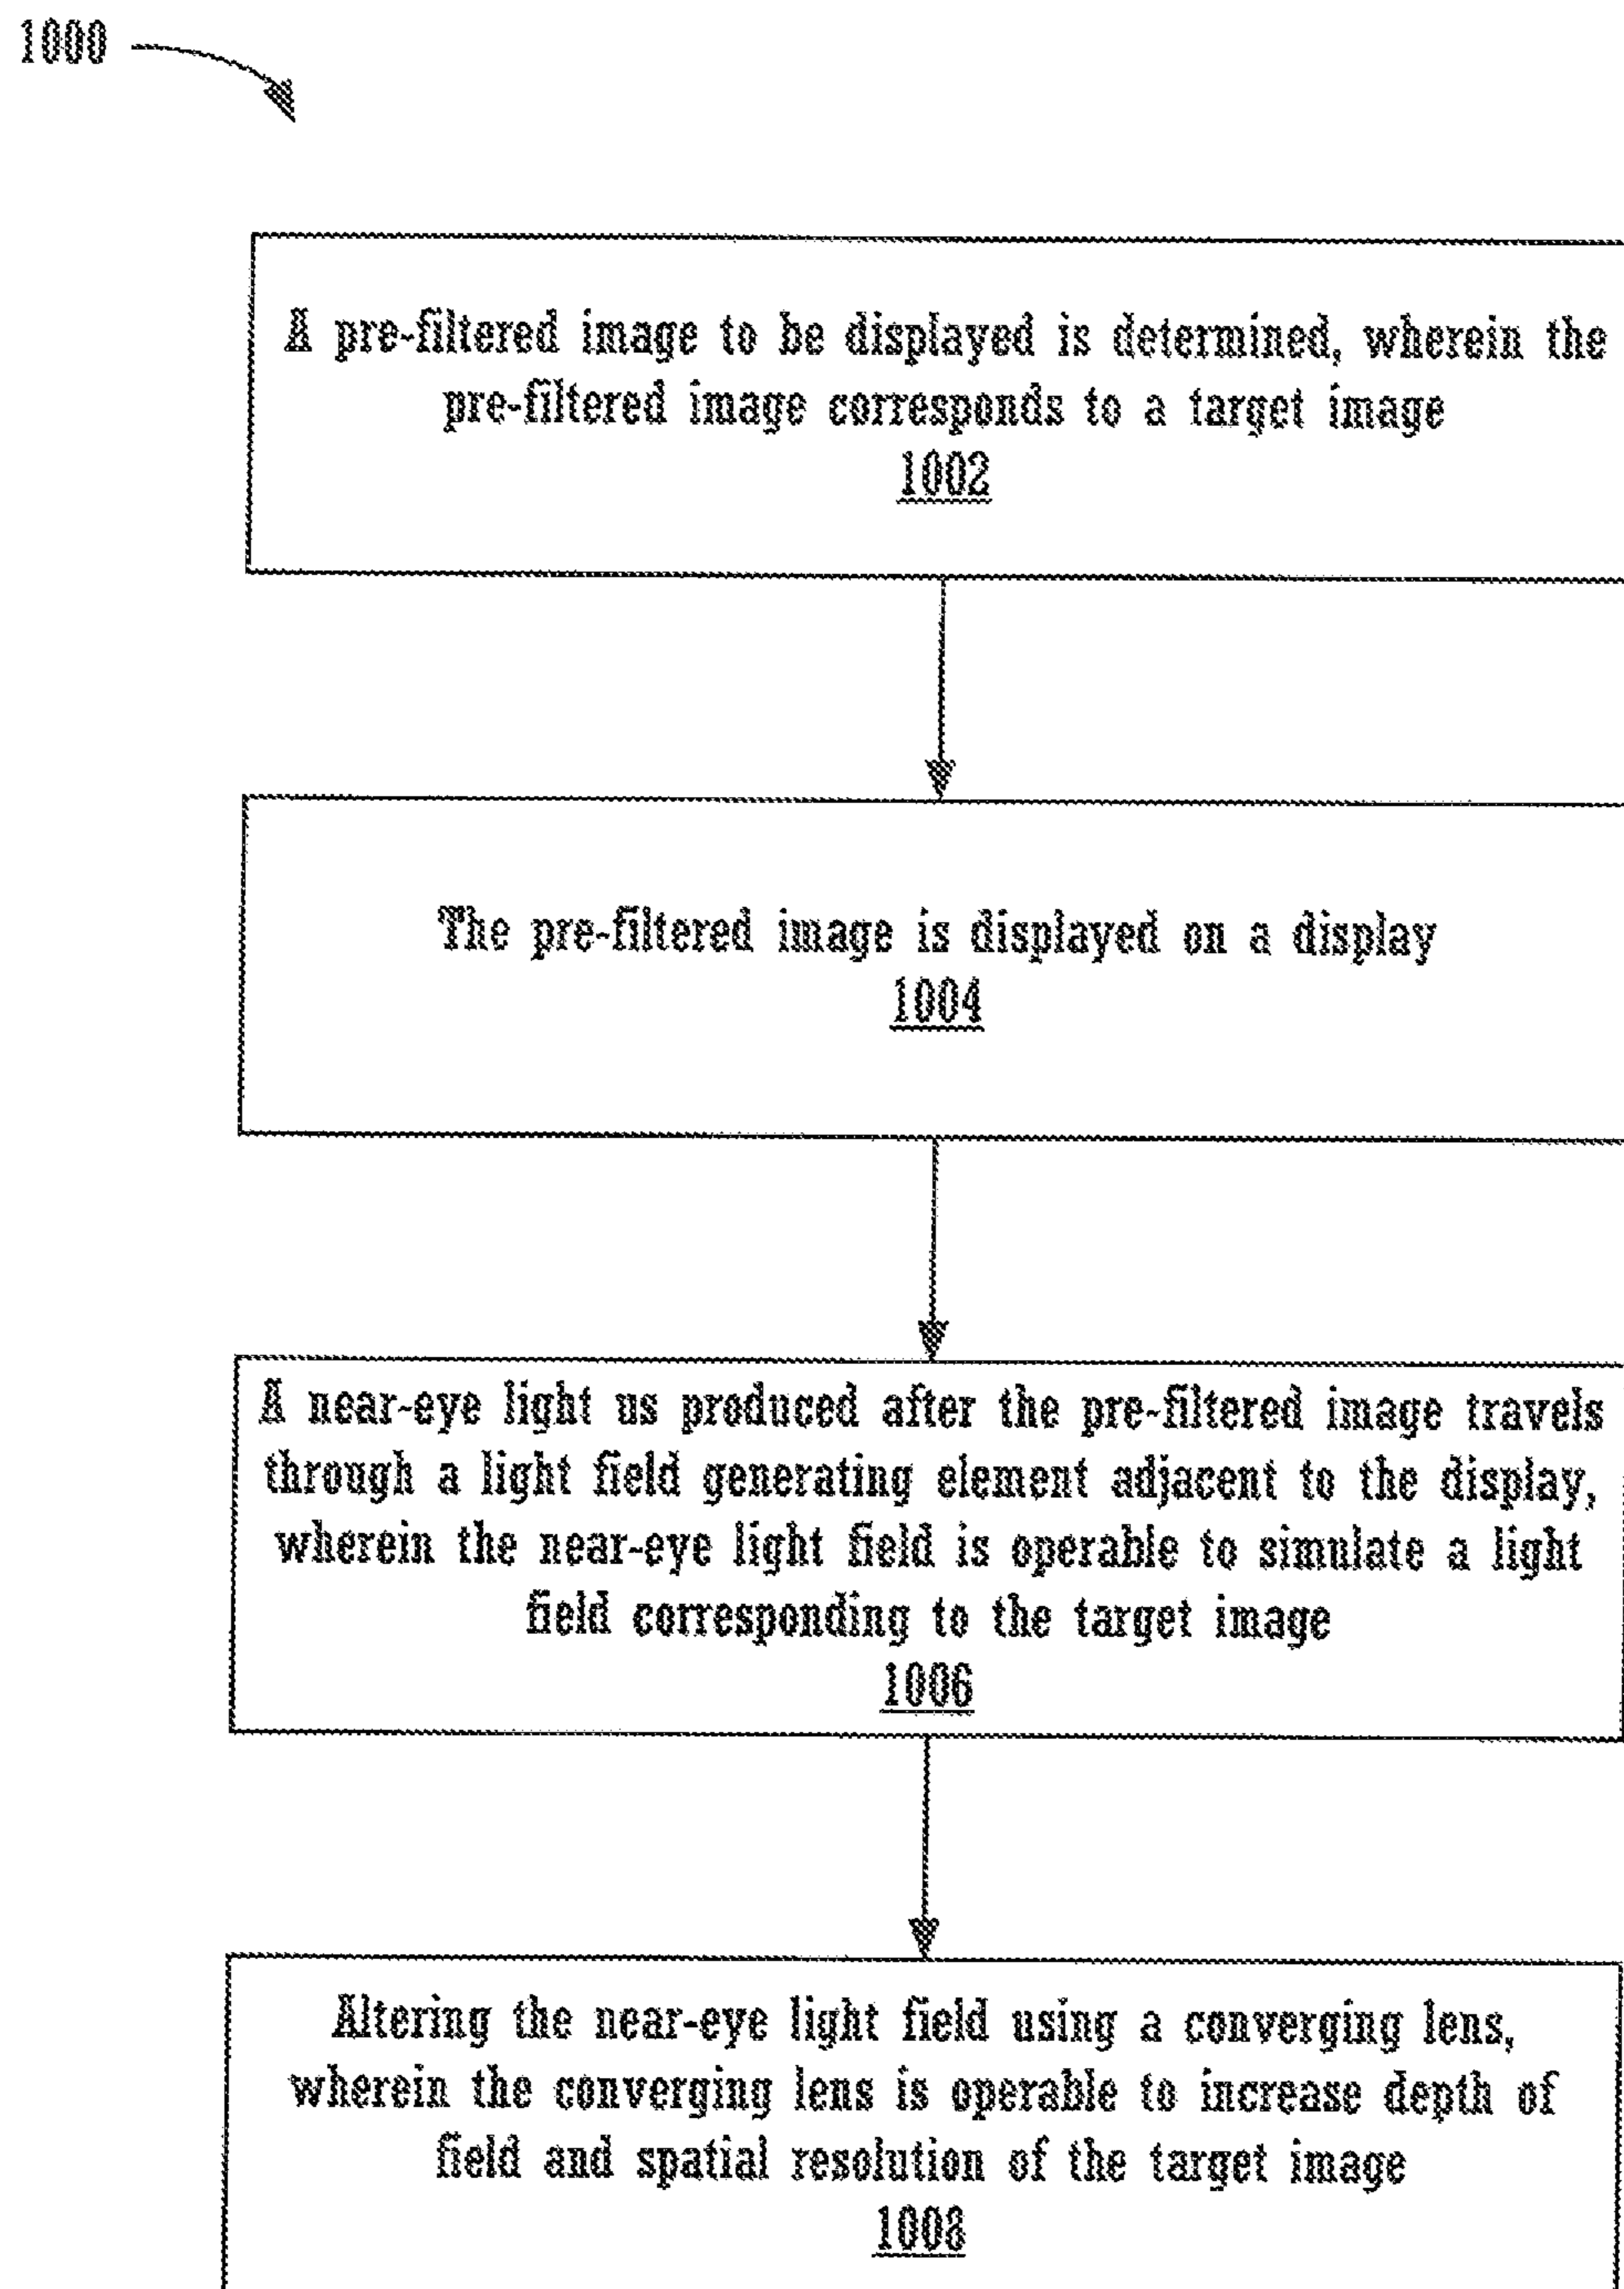 1000
A pre-filtered image to be displayed is determined, wherein the
pre-filtered image corresponds to a target image
1002
The pre-filtered image is displayed on a display
1004
A near-eye light us produced after the pre-filtered image travels
through a light field generating element adjacent to the display,
wherein the near-eye light field is operable to simulate a light
field corresponding to the target image
1006
Altering the near-eye light field using a converging lens,
wherein the converging lens is operable to increase depth of
field and spatial resolution of the target image
1008